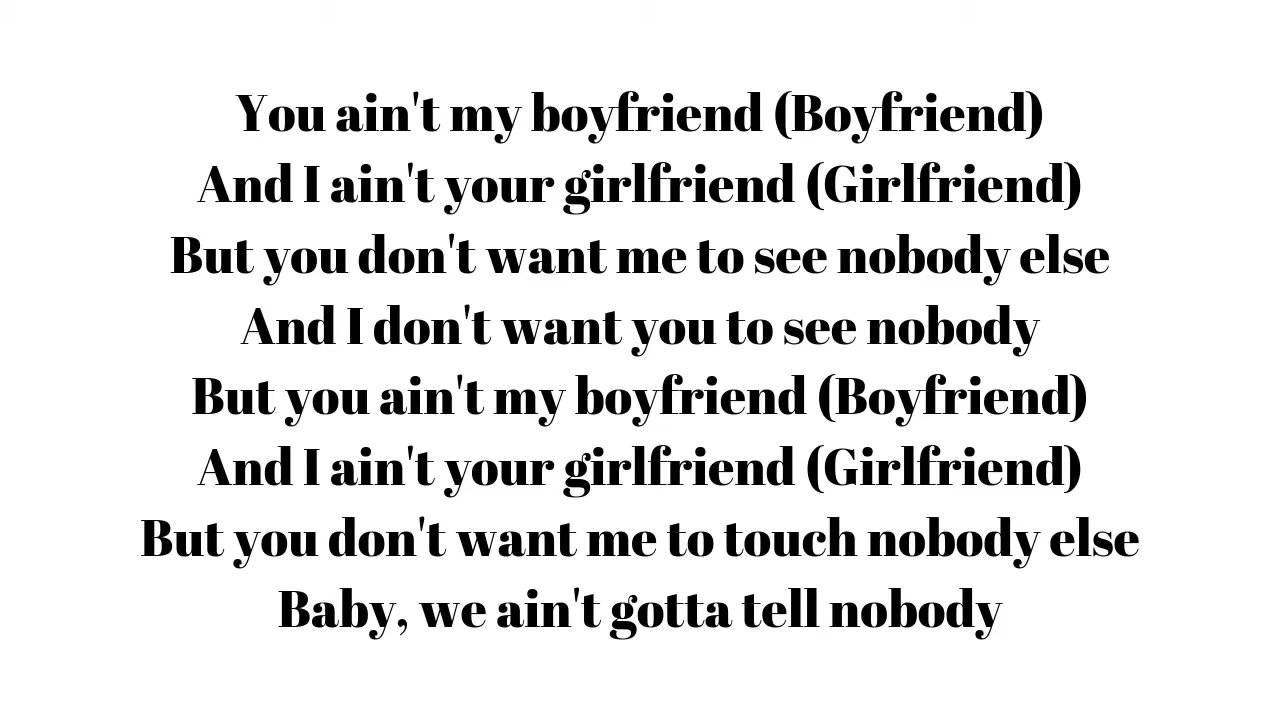 You ain't my boyfriend (Boyfriend)
And I ain't your girlfriend (Girlfriend)
But you don't want me to see nobody else
And I don't want you to see nobody
But you ain't my boyfriend (Boyfriend)
And I ain't your girlfriend (Girlfriend)
But you don't want me to touch nobody else
Baby, we ain't gotta tell nobody